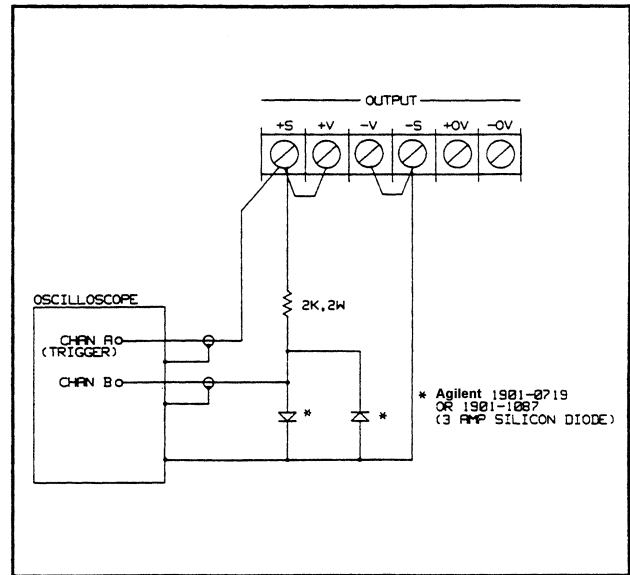 OUTPUT
+S +V -V -S +OV -OV
OSCILLOSCOPE
2K,2W
CHAN A
(TRIGGER)
CHAN B
* Agilent 1901-0719
OR 1901-1087
(3 AMP SILICON DIODE)
* *